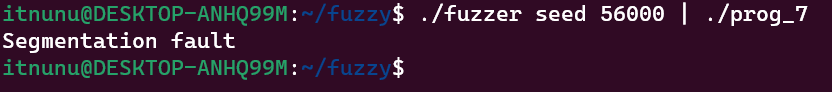 itnunu@DESKTOP-ANHQ99M:~/fuzzy$ ./fuzzer seed 56000 | ./prog_7
Segmentation fault
itnunu@DESKTOP-ANHQ99M:~/fuzzy$